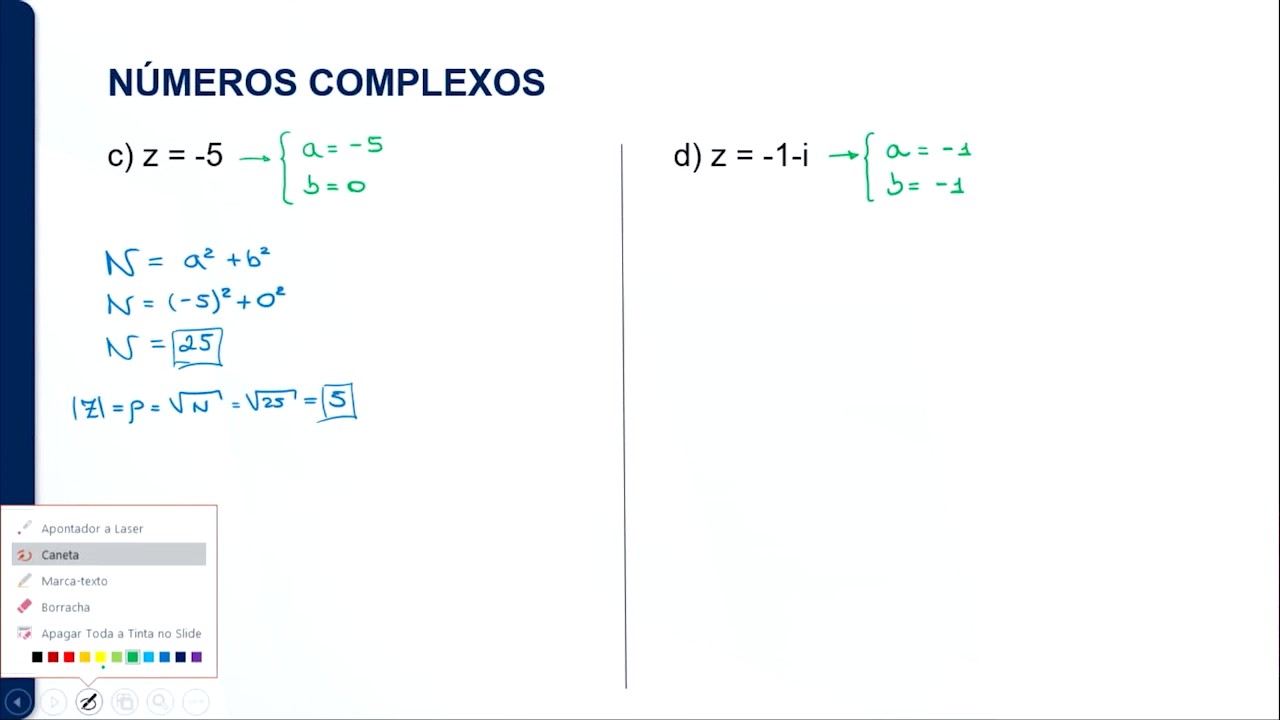 NÚMEROS COMPLEXOS
c) z = -5 → { a = -5
b = 0
N = a² + b²
N = (-5)² + 0²
N = 25
|Z| = ρ = √N = √25 = 5
d) z = -1-i → { a = -1
b = -1
Apontador a Laser
Caneta
Marca-texto
Borracha
Apagar Toda a Tinta no Slide